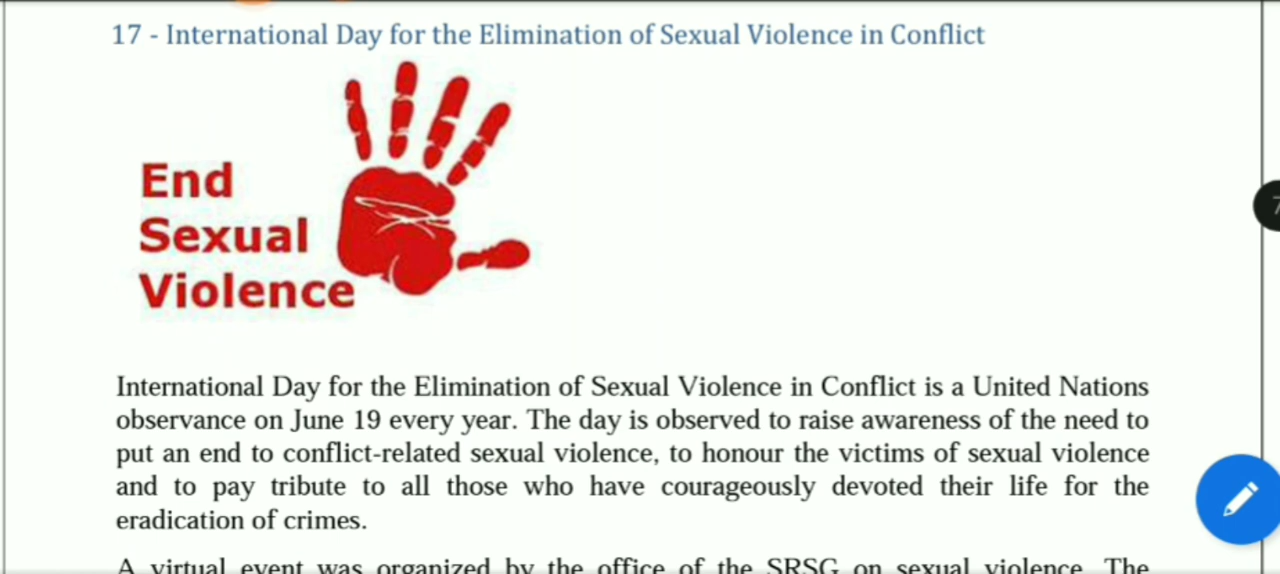 17 - International Day for the Elimination of Sexual Violence in Conflict
End
Sexual
Violence
International Day for the Elimination of Sexual Violence in Conflict is a United Nations
observance on June 19 every year. The day is observed to raise awareness of the need to
put an end to conflict-related sexual violence, to honour the victims of sexual violence
and to pay tribute to all those who have courageously devoted their life for the
eradication of crimes.
A virtual event was organized by the office of the SRSG on sexual violence. The
7